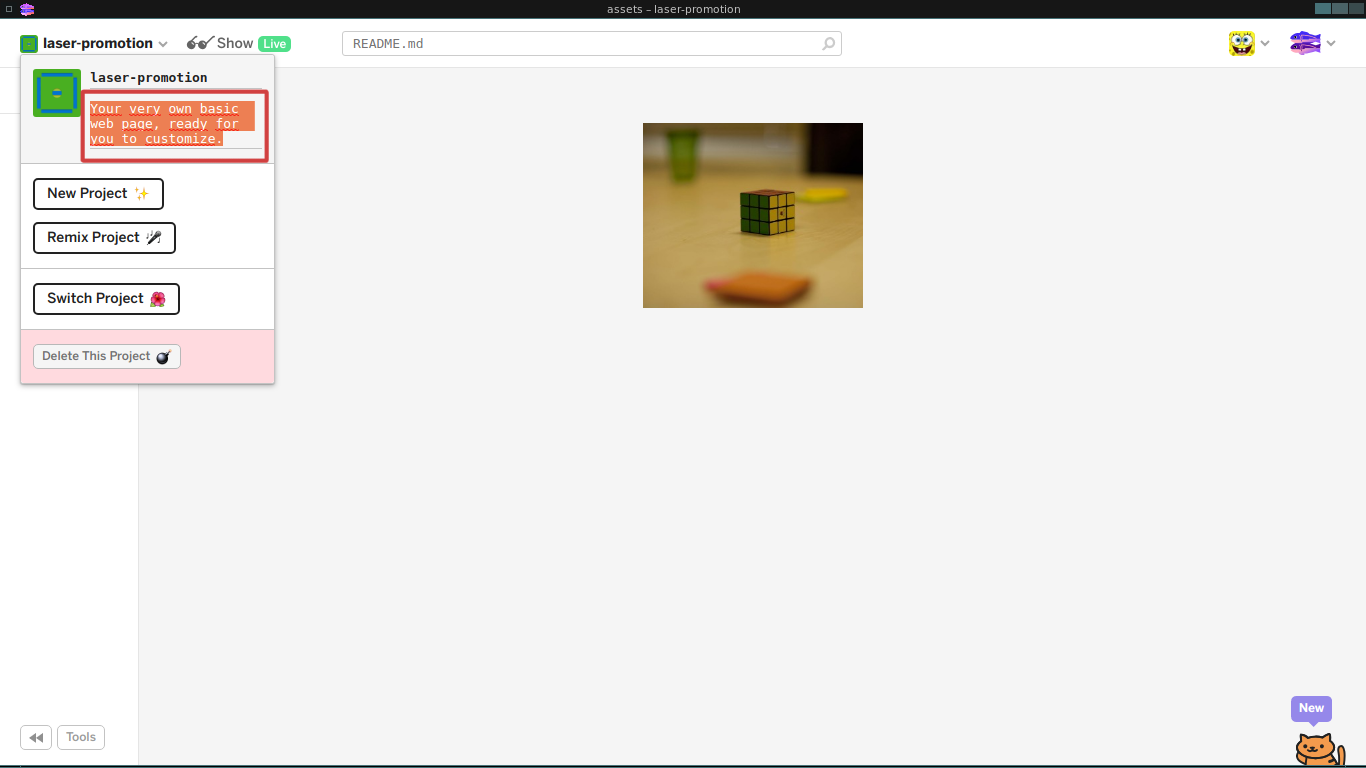 assets – laser-promotion
laser-promotion
Show Live
README.md
laser-promotion
Your very own basic
web page, ready for
you to customize.
New Project
Remix Project
Switch Project
Delete This Project
Tools
New